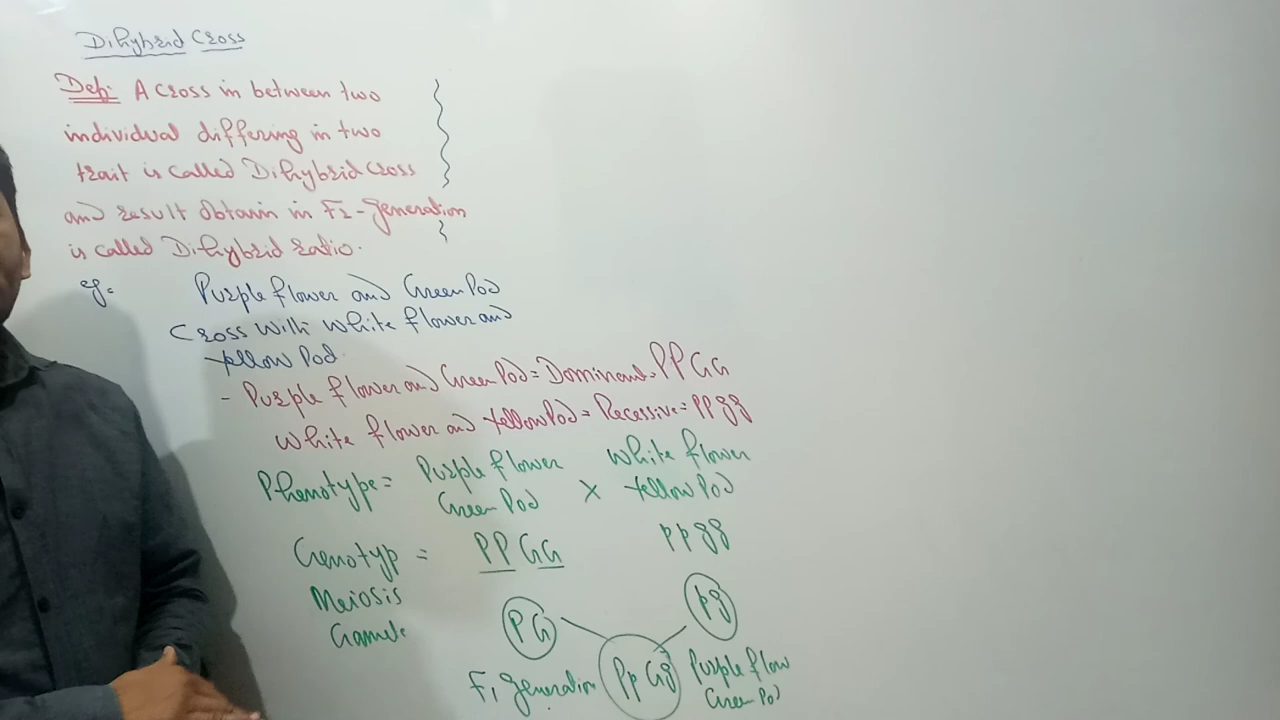 Dihybrid Cross
Def:- A Cross in between two
individual differing in two
trait is called Dihybrid Cross
and result obtain in F2-generation
is called Dihybrid ratio.
eg:- Purple flower and Green Pod
Cross with white flower and
yellow Pod.
- Purple flower and Green Pod = Dominant = PPGG
white flower and yellow Pod = Recessive = ppgg
Phenotype = Purple flower × white flower
Green Pod yellow Pod
Genotyp = PPGG ppgg
Meiosis
Gamete PG pg
F1 generation PpGg Purple flow
Green Pod